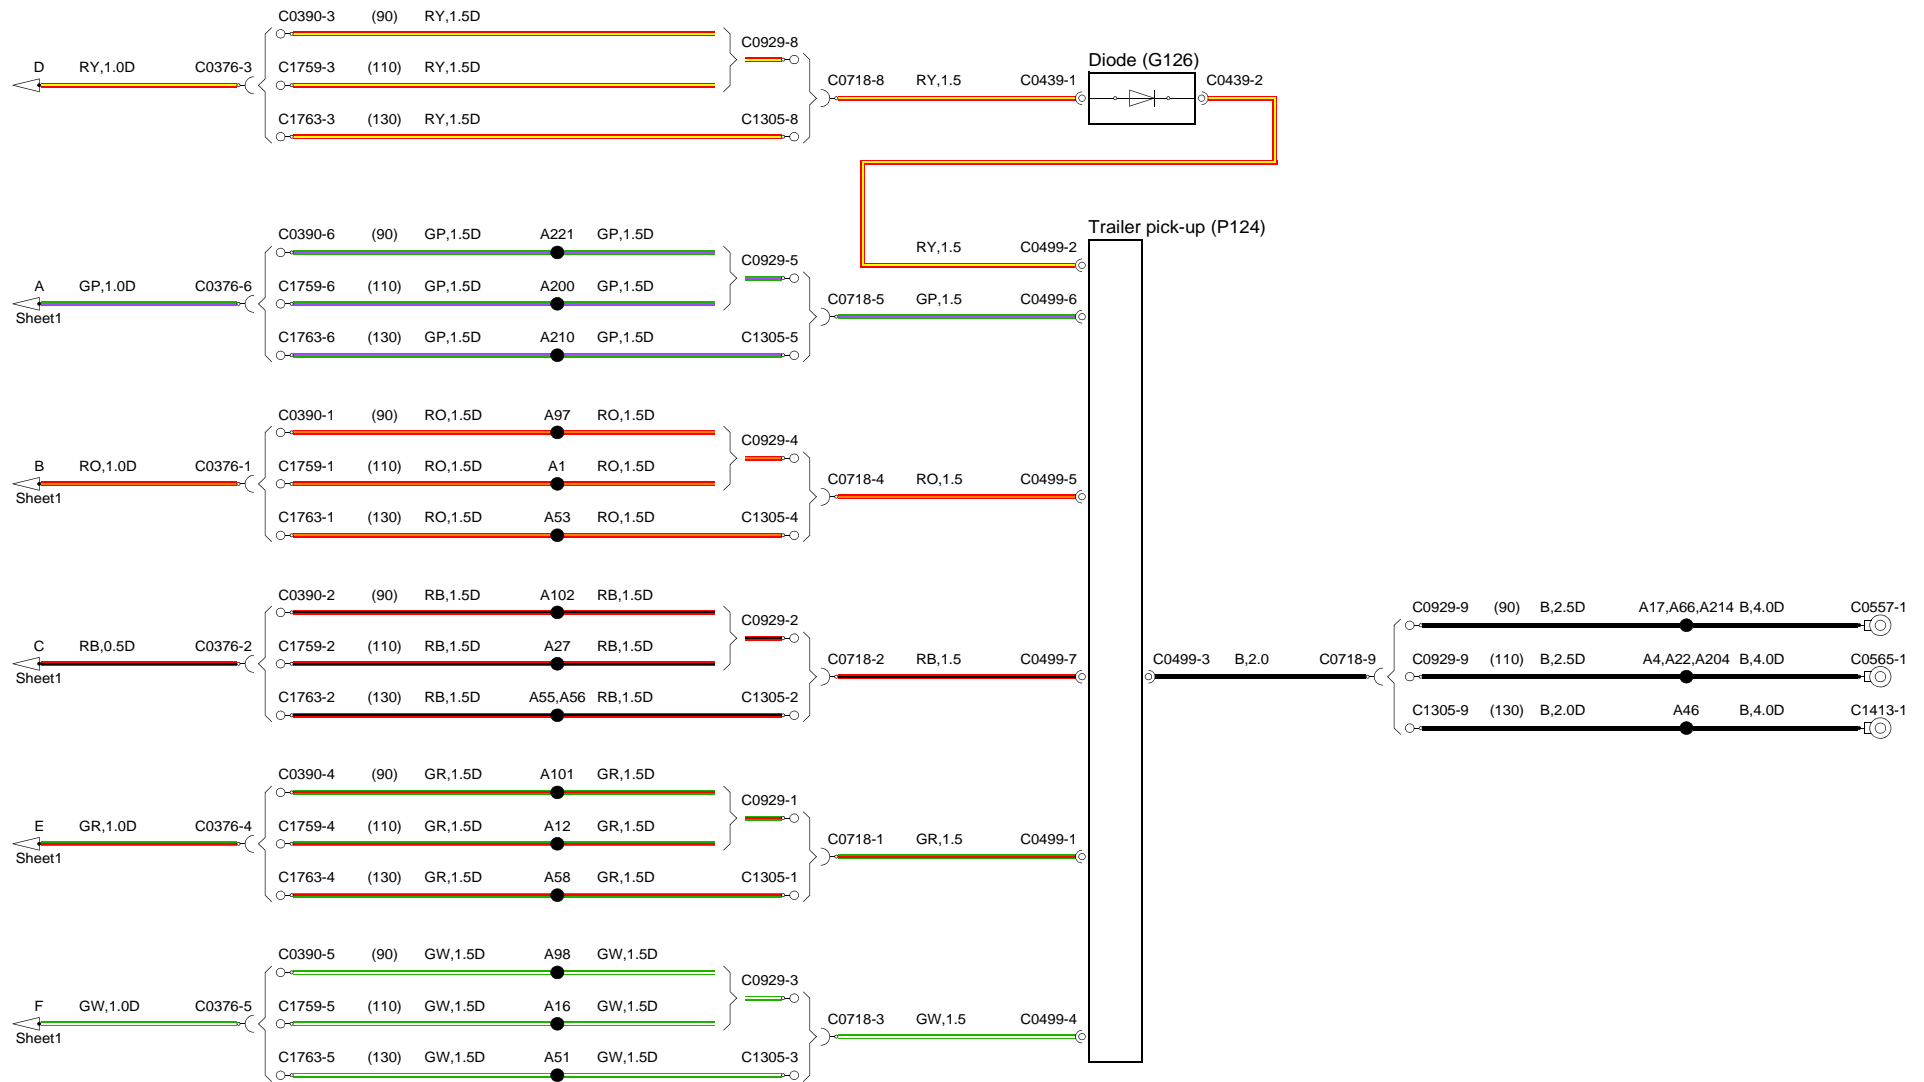 C0390-3 (90) RY,1.5D
C0929-8
D RY,1.0D C0376-3 C1759-3 (110) RY,1.5D
Diode (G126)
C0718-8 RY,1.5 C0439-1 C0439-2
C1763-3 (130) RY,1.5D C1305-8
Trailer pick-up (P124)
C0390-6 (90) GP,1.5D A221 GP,1.5D
RY,1.5 C0499-2
C0929-5
A GP,1.0D C0376-6 C1759-6 (110) GP,1.5D A200 GP,1.5D
C0718-5 GP,1.5 C0499-6
Sheet1
C1763-6 (130) GP,1.5D A210 GP,1.5D C1305-5
C0390-1 (90) RO,1.5D A97 RO,1.5D
C0929-4
B RO,1.0D C0376-1 C1759-1 (110) RO,1.5D A1 RO,1.5D
C0718-4 RO,1.5 C0499-5
Sheet1
C1763-1 (130) RO,1.5D A53 RO,1.5D C1305-4
C0390-2 (90) RB,1.5D A102 RB,1.5D
C0929-9 (90) B,2.5D A17,A66,A214 B,4.0D C0557-1
C0929-2
C RB,0.5D C0376-2 C1759-2 (110) RB,1.5D A27 RB,1.5D
C0718-2 RB,1.5 C0499-7 C0499-3 B,2.0 C0718-9 C0929-9 (110) B,2.5D A4,A22,A204 B,4.0D C0565-1
Sheet1
C1763-2 (130) RB,1.5D A55,A56 RB,1.5D C1305-2
C1305-9 (130) B,2.0D A46 B,4.0D C1413-1
C0390-4 (90) GR,1.5D A101 GR,1.5D
C0929-1
E GR,1.0D C0376-4 C1759-4 (110) GR,1.5D A12 GR,1.5D
C0718-1 GR,1.5 C0499-1
Sheet1
C1763-4 (130) GR,1.5D A58 GR,1.5D C1305-1
C0390-5 (90) GW,1.5D A98 GW,1.5D
C0929-3
F GW,1.0D C0376-5 C1759-5 (110) GW,1.5D A16 GW,1.5D
C0718-3 GW,1.5 C0499-4
Sheet1
C1763-5 (130) GW,1.5D A51 GW,1.5D C1305-3